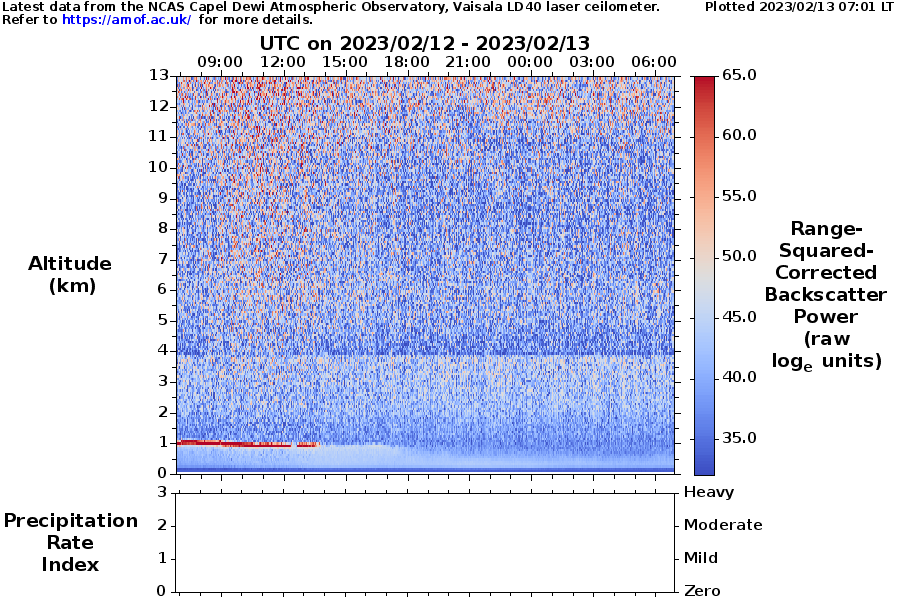 Latest data from the NCAS Capel Dewi Atmospheric Observatory, Vaisala LD40 laser ceilometer.
Plotted 2023/02/13 07:01 LT
Refer to https://amof.ac.uk/ for more details.
UTC on 2023/02/12 - 2023/02/13
09:00 12:00 15:00 18:00 21:00 00:00 03:00 06:00
13
12
11
10
9
8
7
6
5
4
3
2
1
0
Altitude
(km)
65.0
60.0
55.0
50.0
45.0
40.0
35.0
Range-
Squared-
Corrected
Backscatter
Power
(raw
loge units)
3
2
1
0
Precipitation
Rate
Index
Heavy
Moderate
Mild
Zero